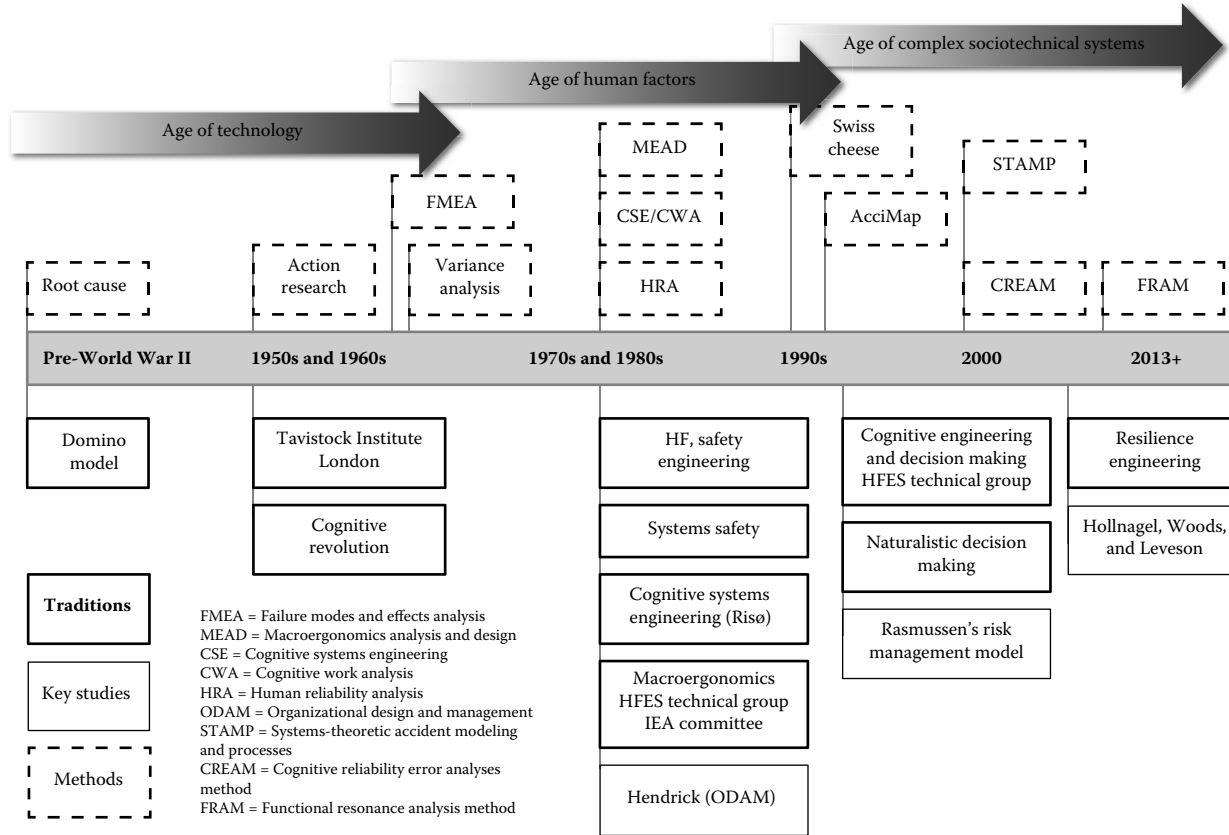 Age of complex sociotechnical systems
Age of human factors
Age of technology
MEAD
Swiss
cheese
STAMP
FMEA
CSE/CWA
AcciMap
Root cause
Action
research
Variance
analysis
HRA
CREAM
FRAM
Pre-World War II
1950s and 1960s
1970s and 1980s
1990s
2000
2013+
Domino
model
Tavistock Institute
London
Cognitive
revolution
HF, safety
engineering
Systems safety
Cognitive systems
engineering (Risø)
Macroergonomics
HFES technical group
IEA committee
Hendrick (ODAM)
Cognitive engineering
and decision making
HFES technical group
Naturalistic decision
making
Rasmussen's risk
management model
Resilience
engineering
Hollnagel, Woods,
and Leveson
Traditions
Key studies
Methods
FMEA = Failure modes and effects analysis
MEAD = Macroergonomics analysis and design
CSE = Cognitive systems engineering
CWA = Cognitive work analysis
HRA = Human reliability analysis
ODAM = Organizational design and management
STAMP = Systems-theoretic accident modeling
and processes
CREAM = Cognitive reliability error analyses
method
FRAM = Functional resonance analysis method